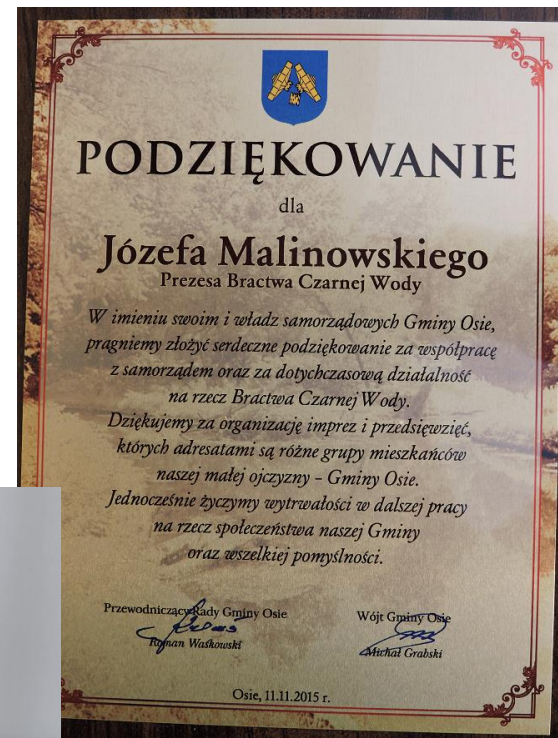 PODZIĘKOWANIE
dla
Józefa Malinowskiego
Prezesa Bractwa Czarnej Wody
W imieniu swoim i władz samorządowych Gminy Osie,
pragniemy złożyć serdeczne podziękowanie za współpracę
z samorządem oraz za dotychczasową działalność
na rzecz Bractwa Czarnej Wody.
Dziękujemy za organizację imprez i przedsięwzięć,
których adresatami są różne grupy mieszkańców
naszej małej ojczyzny – Gminy Osie.
Jednocześnie życzymy wytrwałości w dalszej pracy
na rzecz społeczeństwa naszej Gminy
oraz wszelkiej pomyślności.
Przewodniczący Rady Gminy Osie
Roman Waśkowski
Wójt Gminy Osie
Michał Grabski
Osie, 11.11.2015 r.